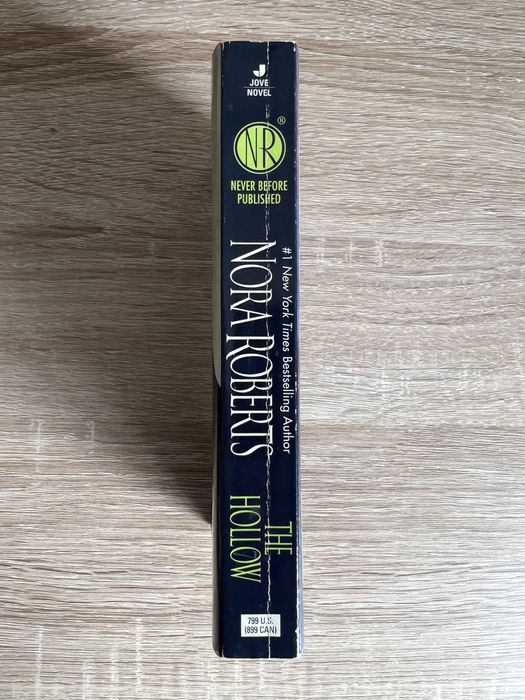 J
JOVE
NOVEL
NR®
NEVER BEFORE
PUBLISHED
#1 New York Times Bestselling Author
NORA ROBERTS
THE
HOLLOW
799 U.S.
(899 CAN)